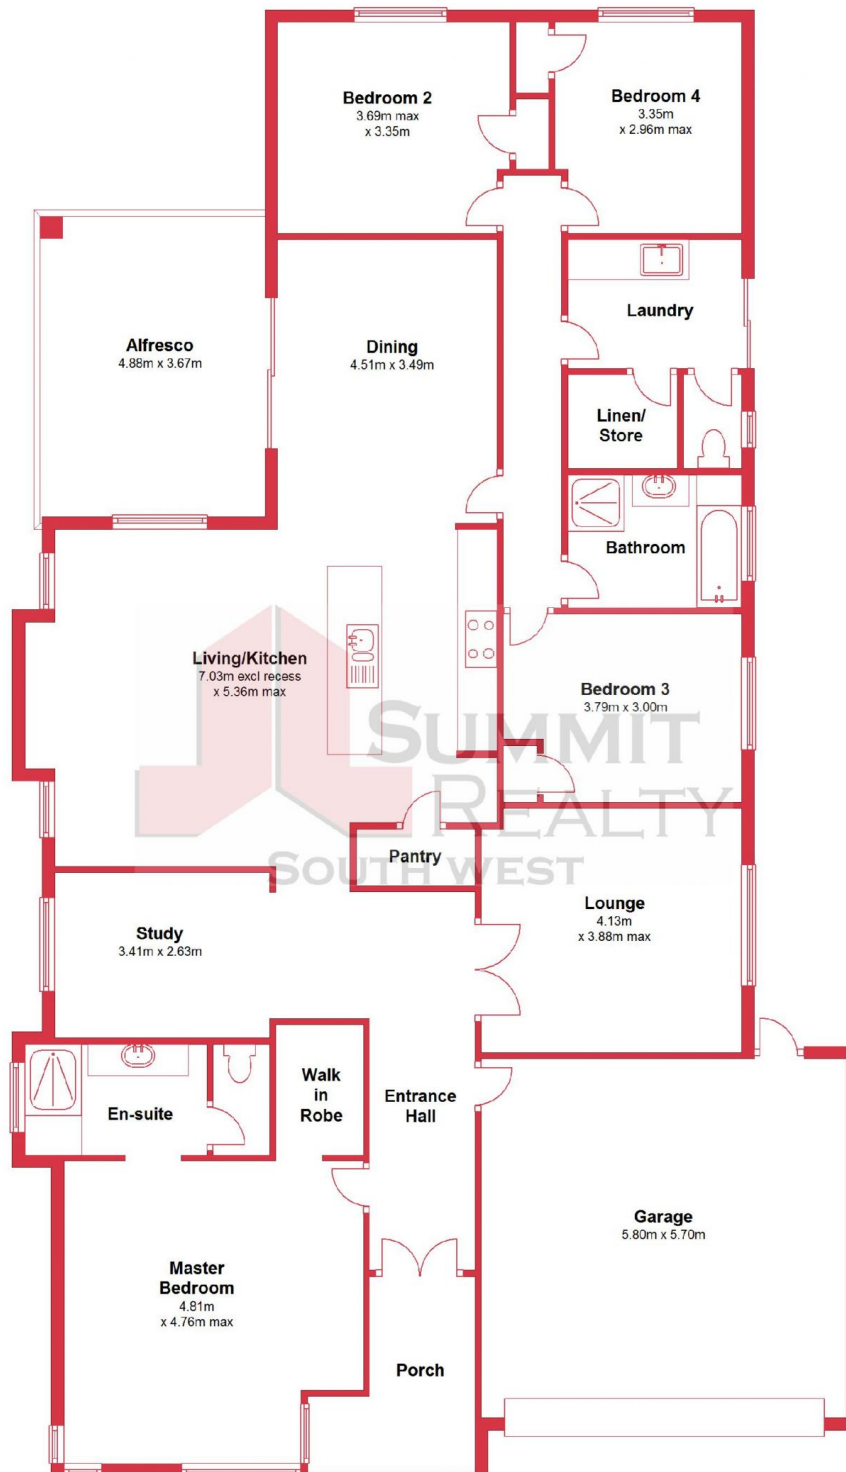 Bedroom 2
3.69m max
x 3.35m
Bedroom 4
3.35m
x 2.96m max
Alfresco
4.88m x 3.67m
Dining
4.51m x 3.49m
Laundry
Linen/
Store
Bathroom
Living/Kitchen
7.03m excl recess
x 5.36m max
Bedroom 3
3.79m x 3.00m
SUMMIT
REALTY
SOUTH WEST
Pantry
Lounge
4.13m
x 3.88m max
Study
3.41m x 2.63m
En-suite
Walk
in
Robe
Entrance
Hall
Garage
5.80m x 5.70m
Master
Bedroom
4.81m
x 4.76m max
Porch